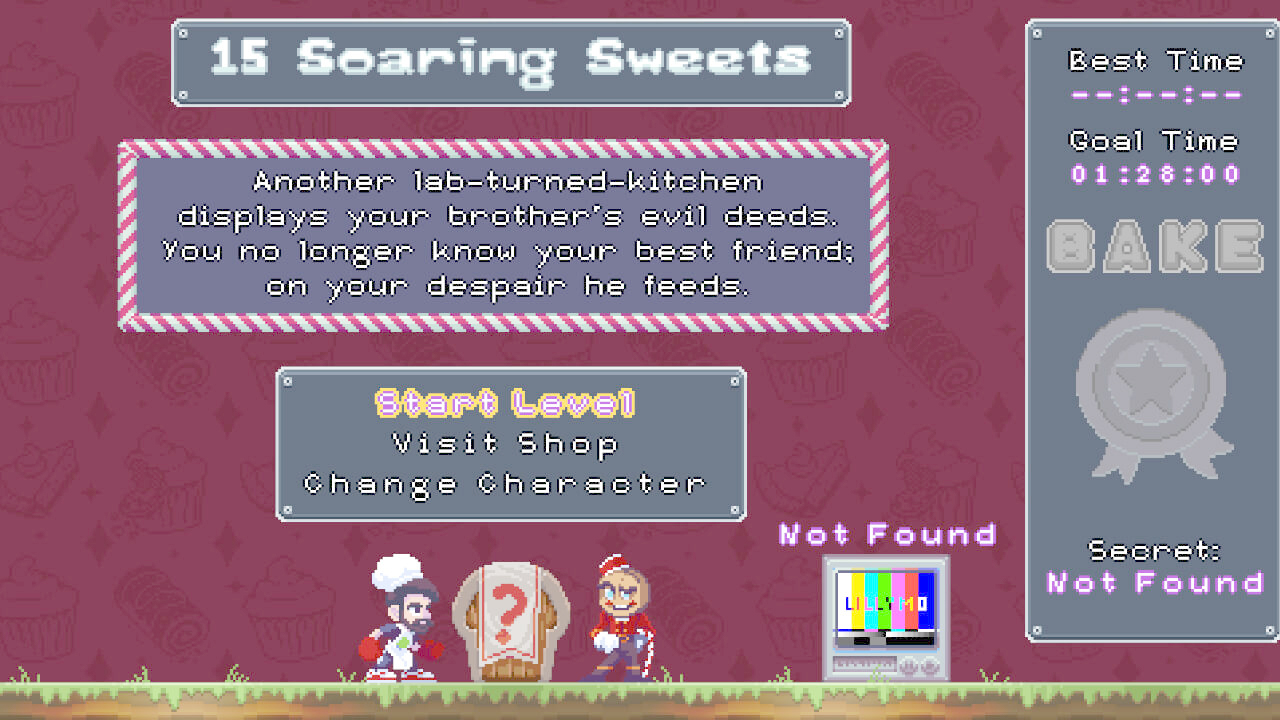 15 Soaring Sweets
Another lab-turned-kitchen
displays your brother's evil deeds.
You no longer know your best friend;
on your despair he feeds.
Start Level
Visit Shop
Change Character
Not Found
LILLYMO
?
Best Time
--:--:--
Goal Time
01:28:00
BAKE
Secret:
Not Found